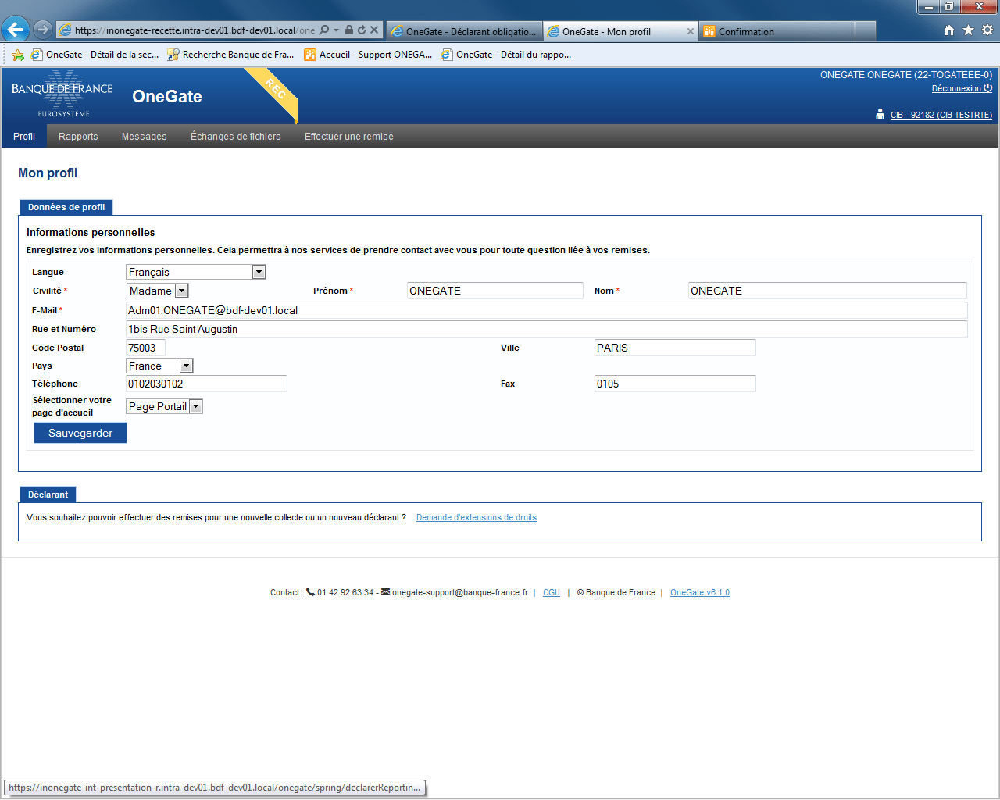 https://inonegate-recette.intra-dev01.bdf-dev01.local/one
OneGate - Déclarant obligatio...
OneGate - Mon profil
Confirmation
OneGate - Détail de la sec...
Recherche Banque de Fra...
Accueil - Support ONEGA...
OneGate - Détail du rappo...
BANQUE DE FRANCE
EUROSYSTÈME
OneGate
REC
ONEGATE ONEGATE (22-TOGATEEE-0)
Déconnexion
CIB - 92182 (CIB TESTRTE)
Profil
Rapports
Messages
Échanges de fichiers
Effectuer une remise
Mon profil
Données de profil
Informations personnelles
Enregistrez vos informations personnelles. Cela permettra à nos services de prendre contact avec vous pour toute question liée à vos remises.
Langue Français
Civilité * Madame Prénom * ONEGATE Nom * ONEGATE
E-Mail * Adm01.ONEGATE@bdf-dev01.local
Rue et Numéro 1bis Rue Saint Augustin
Code Postal 75003 Ville PARIS
Pays France
Téléphone 0102030102 Fax 0105
Sélectionner votre
page d'accueil Page Portail
Sauvegarder
Déclarant
Vous souhaitez pouvoir effectuer des remises pour une nouvelle collecte ou un nouveau déclarant ? Demande d'extensions de droits
Contact : 01 42 92 63 34 - onegate-support@banque-france.fr | CGU | © Banque de France | OneGate v6.1.0
https://inonegate-int-presentation-r.intra-dev01.bdf-dev01.local/onegate/spring/declarerReportin...